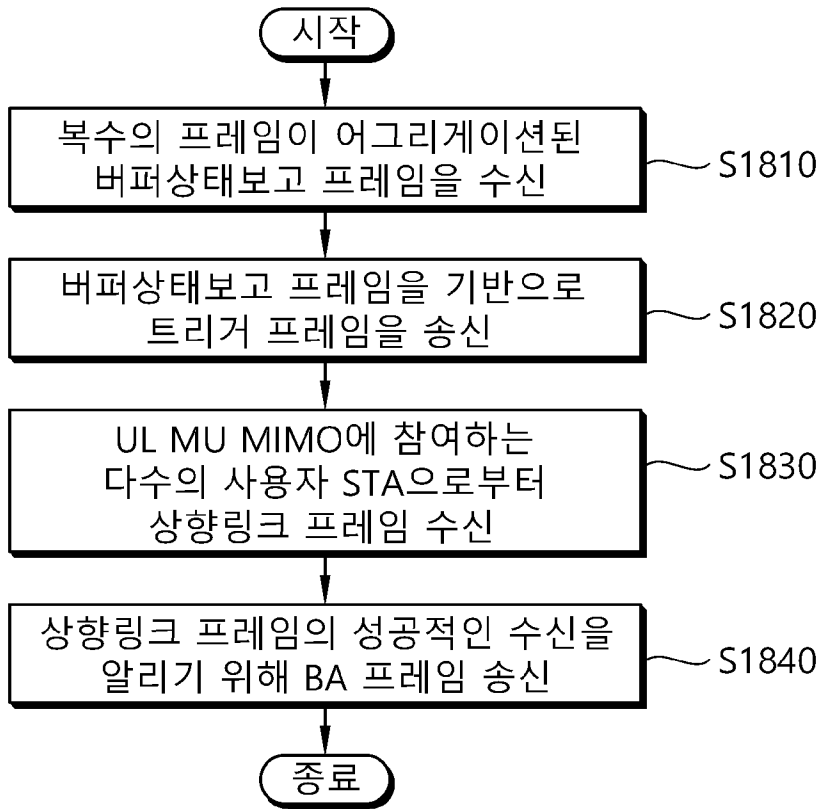 시작
복수의 프레임이 어그리게이션된
버퍼상태보고 프레임을 수신
S1810
버퍼상태보고 프레임을 기반으로
트리거 프레임을 송신
S1820
UL MU MIMO에 참여하는
다수의 사용자 STA으로부터
상향링크 프레임 수신
S1830
상향링크 프레임의 성공적인 수신을
알리기 위해 BA 프레임 송신
S1840
종료